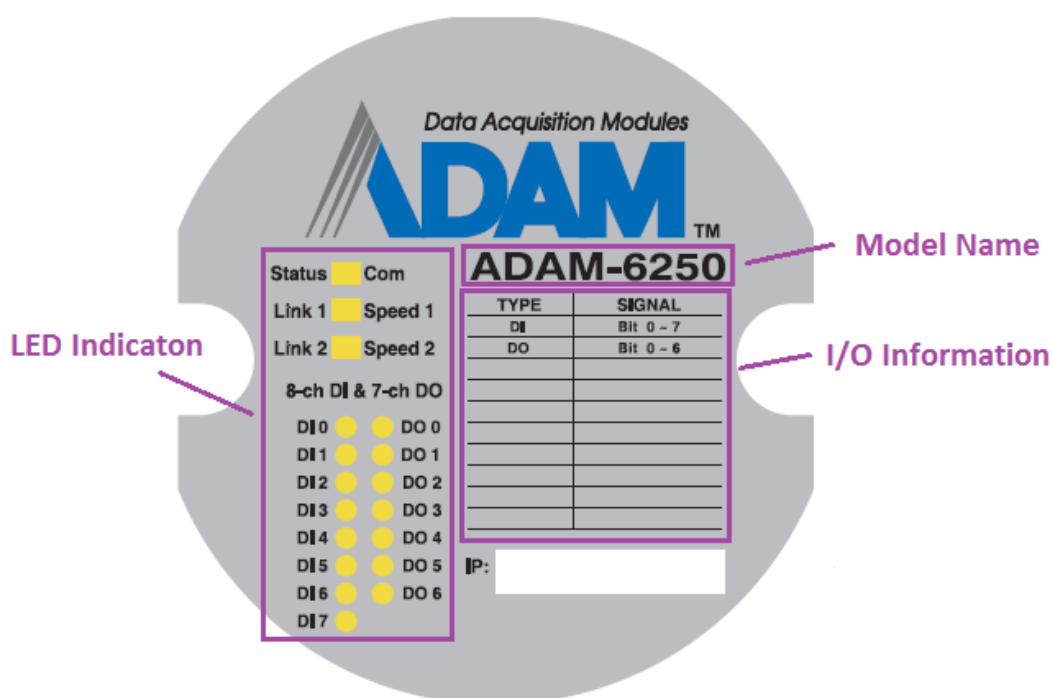 Data Acquisition Modules
ADAM
TM
Model Name
ADAM-6250
Status Com
Link 1 Speed 1
Link 2 Speed 2
LED Indicaton
8-ch DI & 7-ch DO
DI 0 DO 0
DI 1 DO 1
DI 2 DO 2
DI 3 DO 3
DI 4 DO 4
DI 5 DO 5
DI 6 DO 6
DI 7
TYPE SIGNAL
DI Bit 0 ~ 7
DO Bit 0 ~ 6
I/O Information
IP: